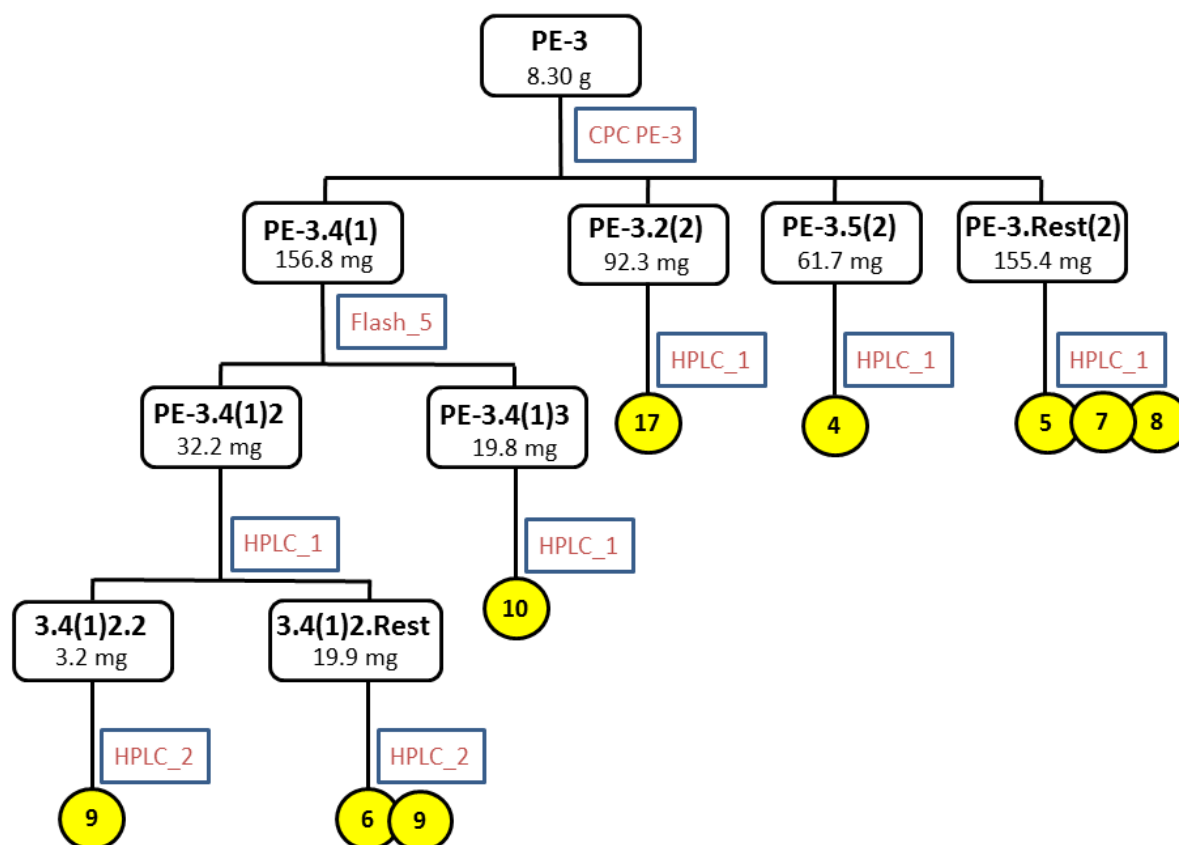 PE-3
8.30 g
CPC PE-3
PE-3.4(1)
156.8 mg
PE-3.2(2)
92.3 mg
PE-3.5(2)
61.7 mg
PE-3.Rest(2)
155.4 mg
Flash_5
HPLC_1
HPLC_1
HPLC_1
17
4
5
7
8
PE-3.4(1)2
32.2 mg
PE-3.4(1)3
19.8 mg
HPLC_1
HPLC_1
10
3.4(1)2.2
3.2 mg
3.4(1)2.Rest
19.9 mg
HPLC_2
HPLC_2
9
6
9